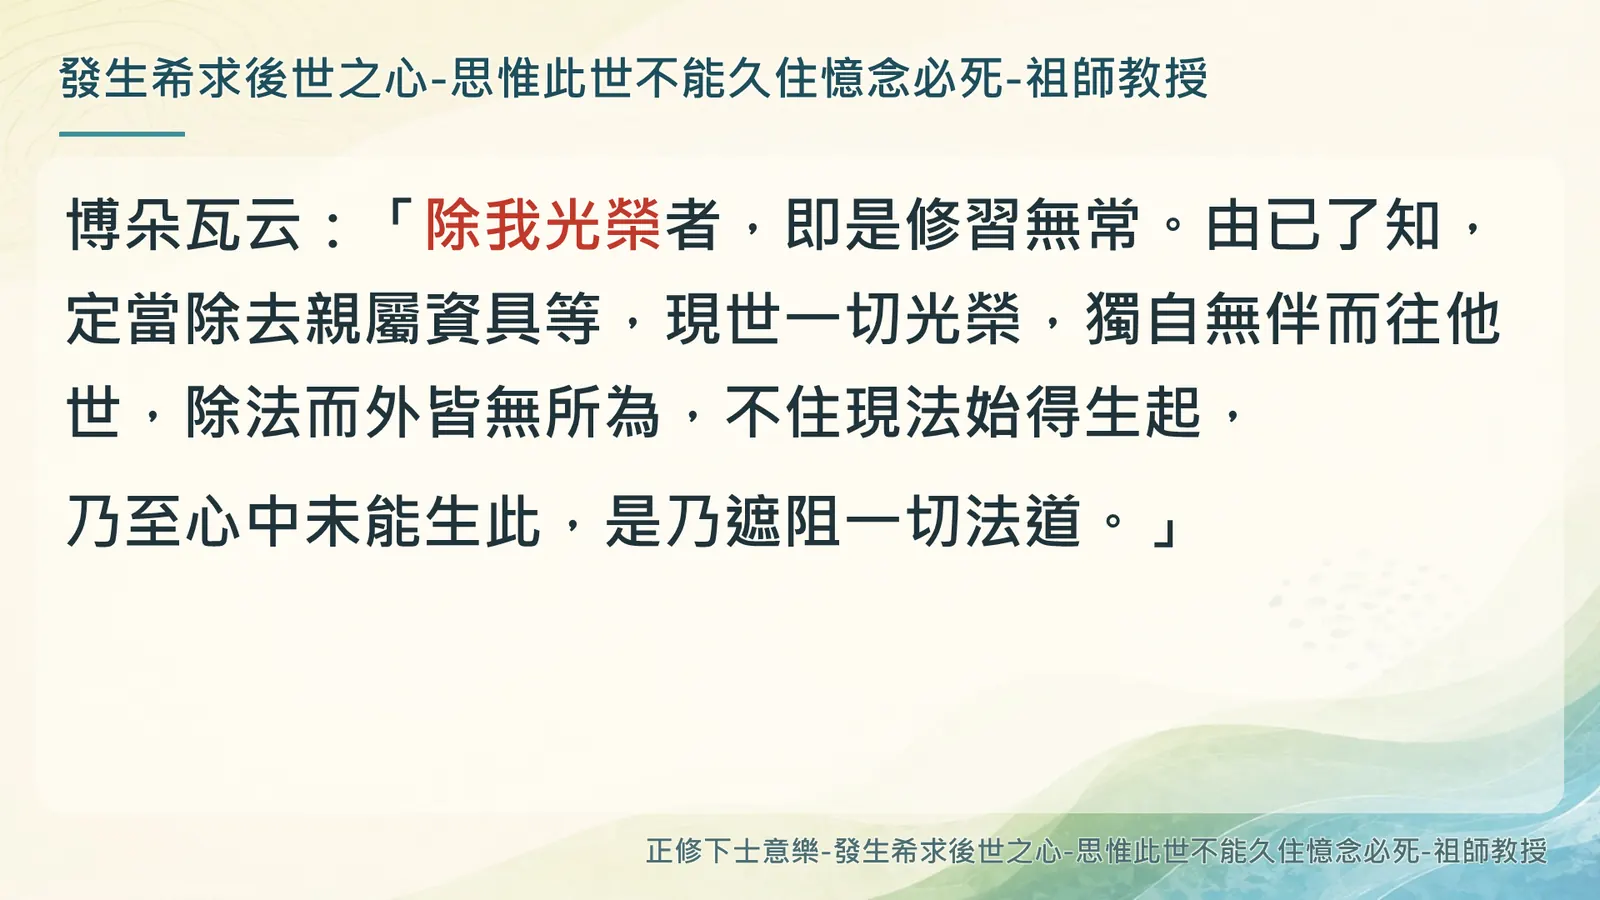 發生希求後世之心-思惟此世不能久住憶念必死-祖師教授
博朵瓦云：「除我光榮者，即是修習無常。由已了知，
定當除去親屬資具等，現世一切光榮，獨自無伴而往他
世，除法而外皆無所為，不住現法始得生起，
乃至心中未能生此，是乃遮阻一切法道。」
正修下士意樂-發生希求後世之心-思惟此世不能久住憶念必死-祖師教授